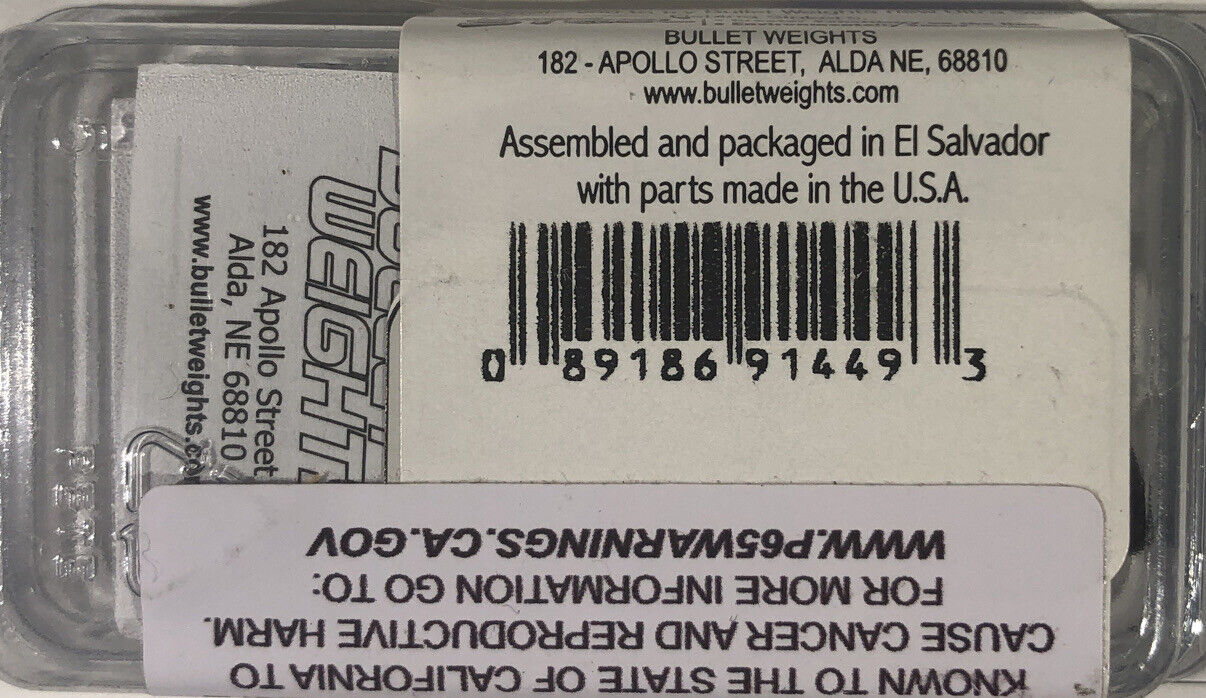 BULLET WEIGHTS
182 - APOLLO STREET, ALDA NE, 68810
www.bulletweights.com
Assembled and packaged in El Salvador
with parts made in the U.S.A.
0 89186 91449 3
WEIGHTS
182 Apollo Street
Alda, NE 68810
www.bulletweights.co
KNOWN TO THE STATE OF CALIFORNIA TO
CAUSE CANCER AND REPRODUCTIVE HARM.
FOR MORE INFORMATION GO TO:
WWW.P65WARNINGS.CA.GOV